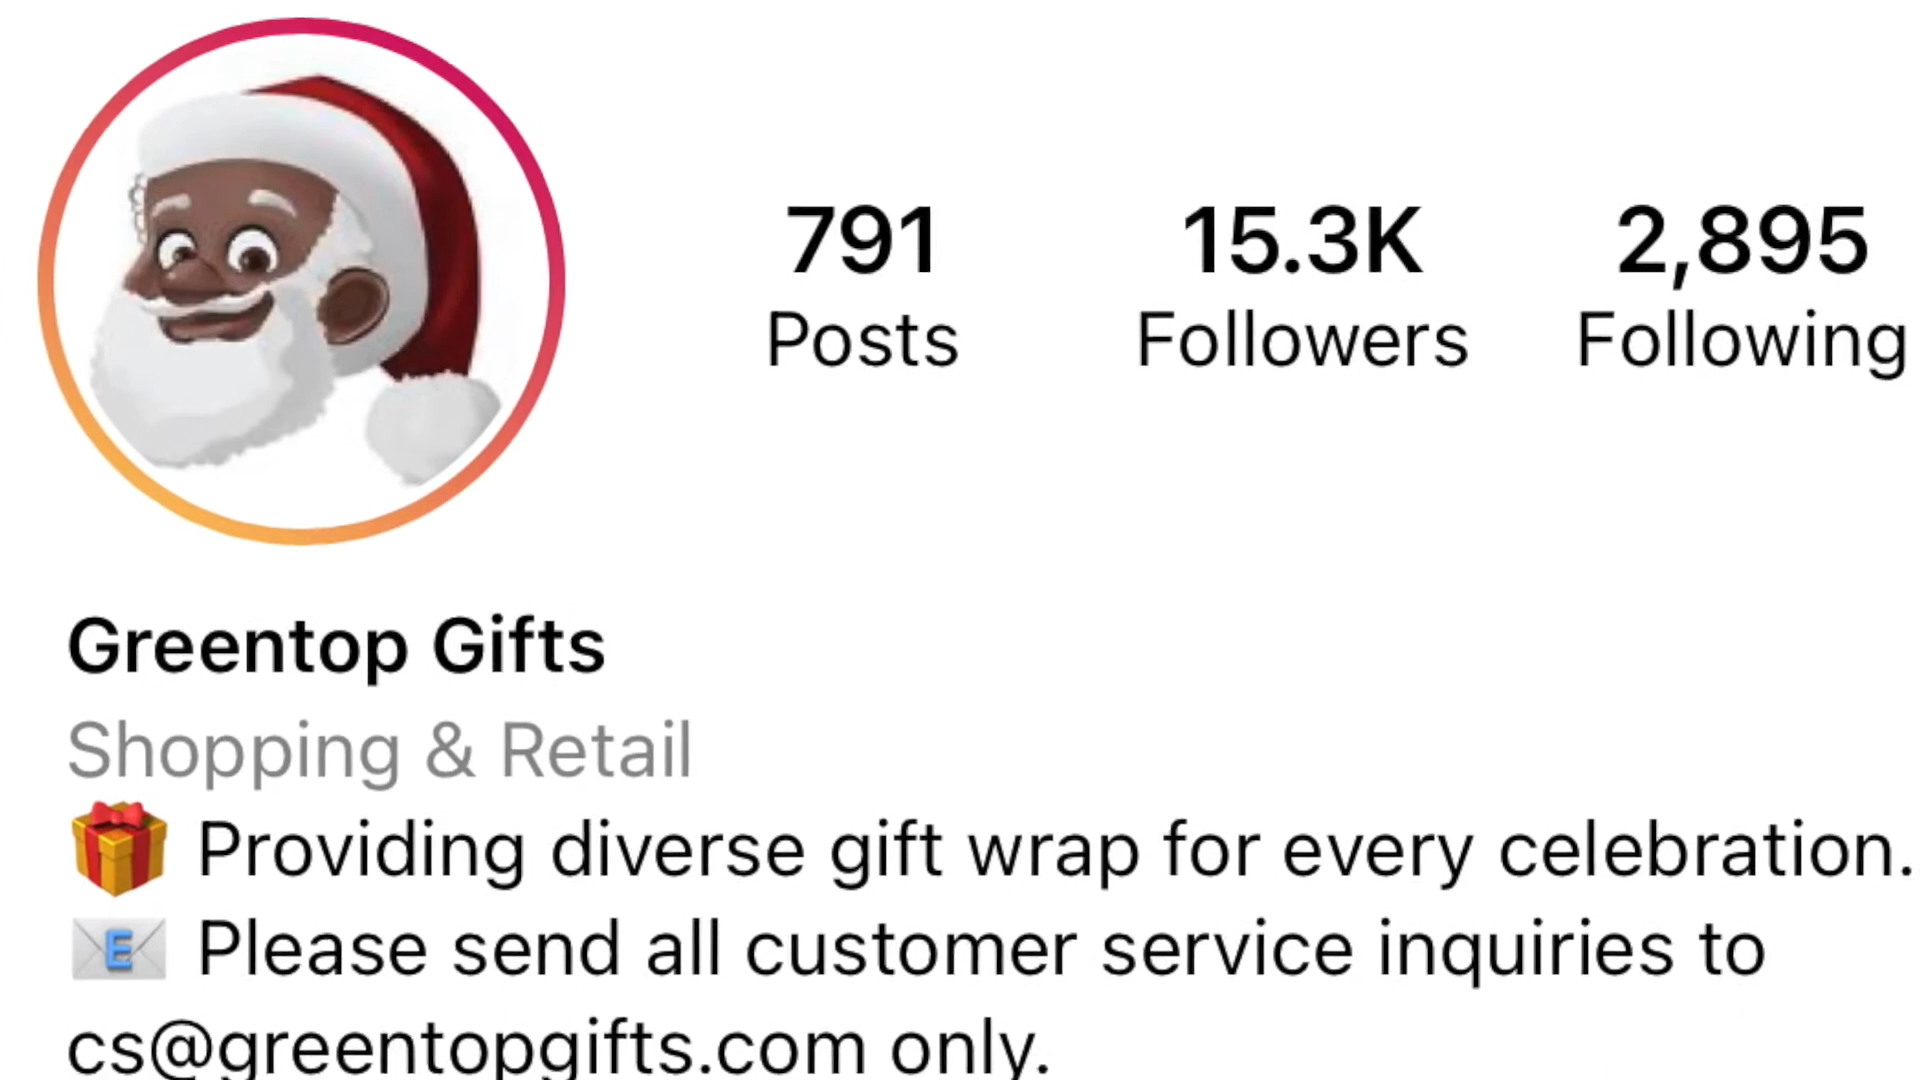 791 15.3K 2,895
Posts Followers Following
Greentop Gifts
Shopping & Retail
🎁 Providing diverse gift wrap for every celebration.
📧 Please send all customer service inquiries to
cs@greentopgifts.com only.